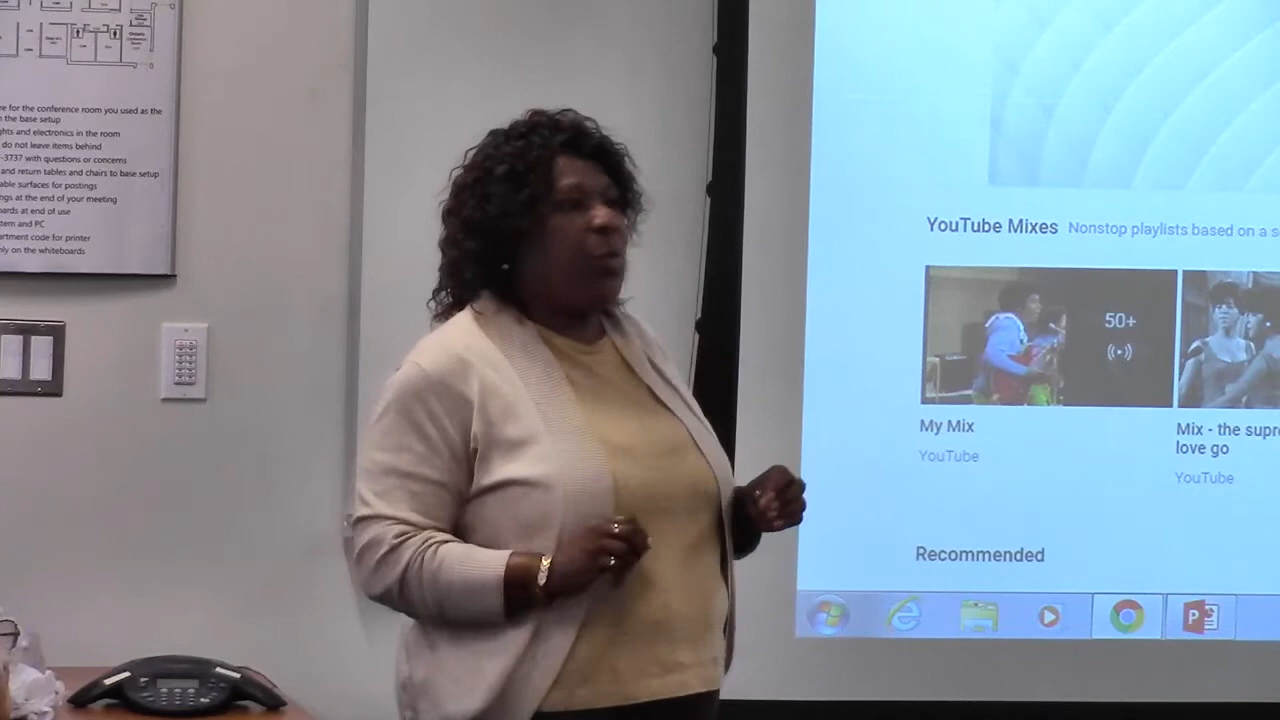 re for the conference room you used as the
n the base setup
ghts and electronics in the room
do not leave items behind
-3737 with questions or concerns
and return tables and chairs to base setup
able surfaces for postings
ngs at the end of your meeting
oards at end of use
tem and PC
artment code for printer
nly on the whiteboards
YouTube Mixes Nonstop playlists based on a s
50+
My Mix
YouTube
Mix - the supr
love go
YouTube
Recommended
P